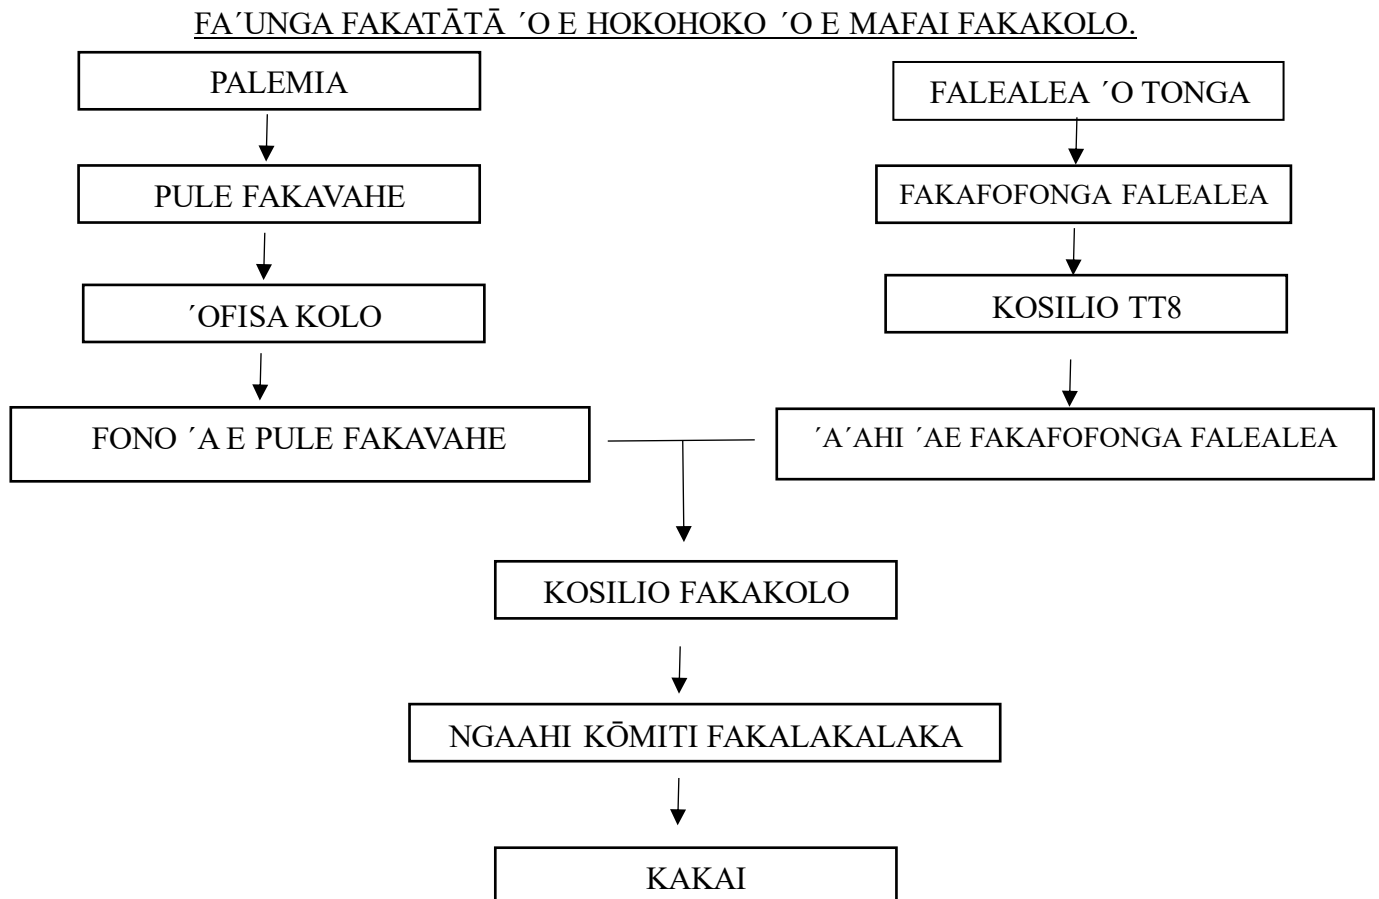 FA´UNGA FAKATĀTĀ ´O E HOKOHOKO ´O E MAFAI FAKAKOLO.
PALEMIA
FALEALEA ´O TONGA
PULE FAKAVAHE
FAKAFOFONGA FALEALEA
´OFISA KOLO
KOSILIO TT8
FONO ´A E PULE FAKAVAHE
´A´AHI ´AE FAKAFOFONGA FALEALEA
KOSILIO FAKAKOLO
NGAAHI KŌMITI FAKALAKALAKA
KAKAI